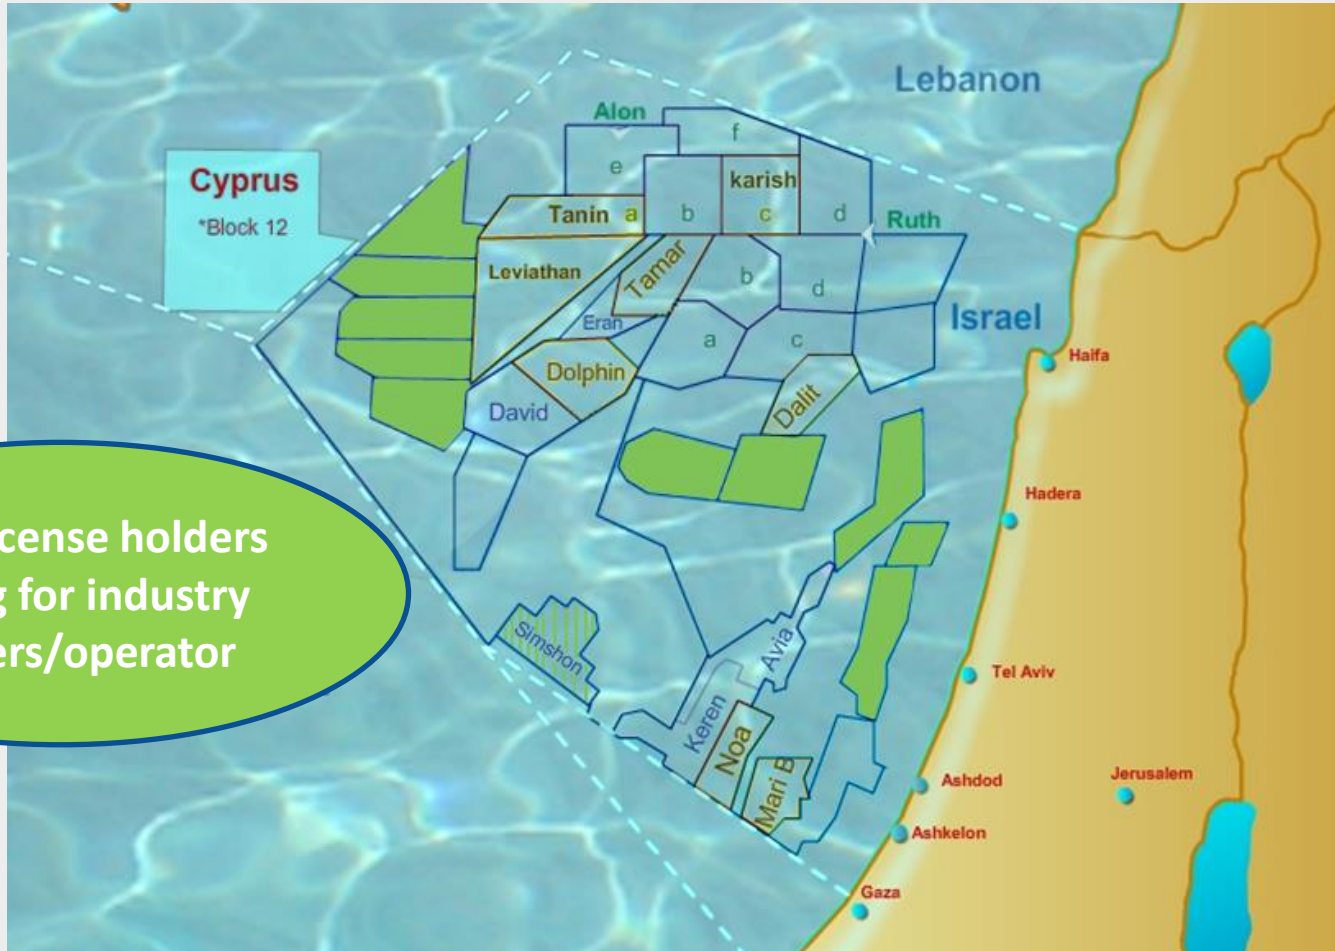 Lebanon
Alon
f
e
Cyprus
*Block 12
karish
Tanin a
b
c
d
Ruth
Leviathan
Tamar
b
d
Eran
a
c
Israel
Haifa
Dolphin
David
Dalit
Hadera
cense holders
for industry
ers/operator
Simshon
Avia
Tel Aviv
Keren
Noa
Mari B
Ashdod
Jerusalem
Ashkelon
Gaza